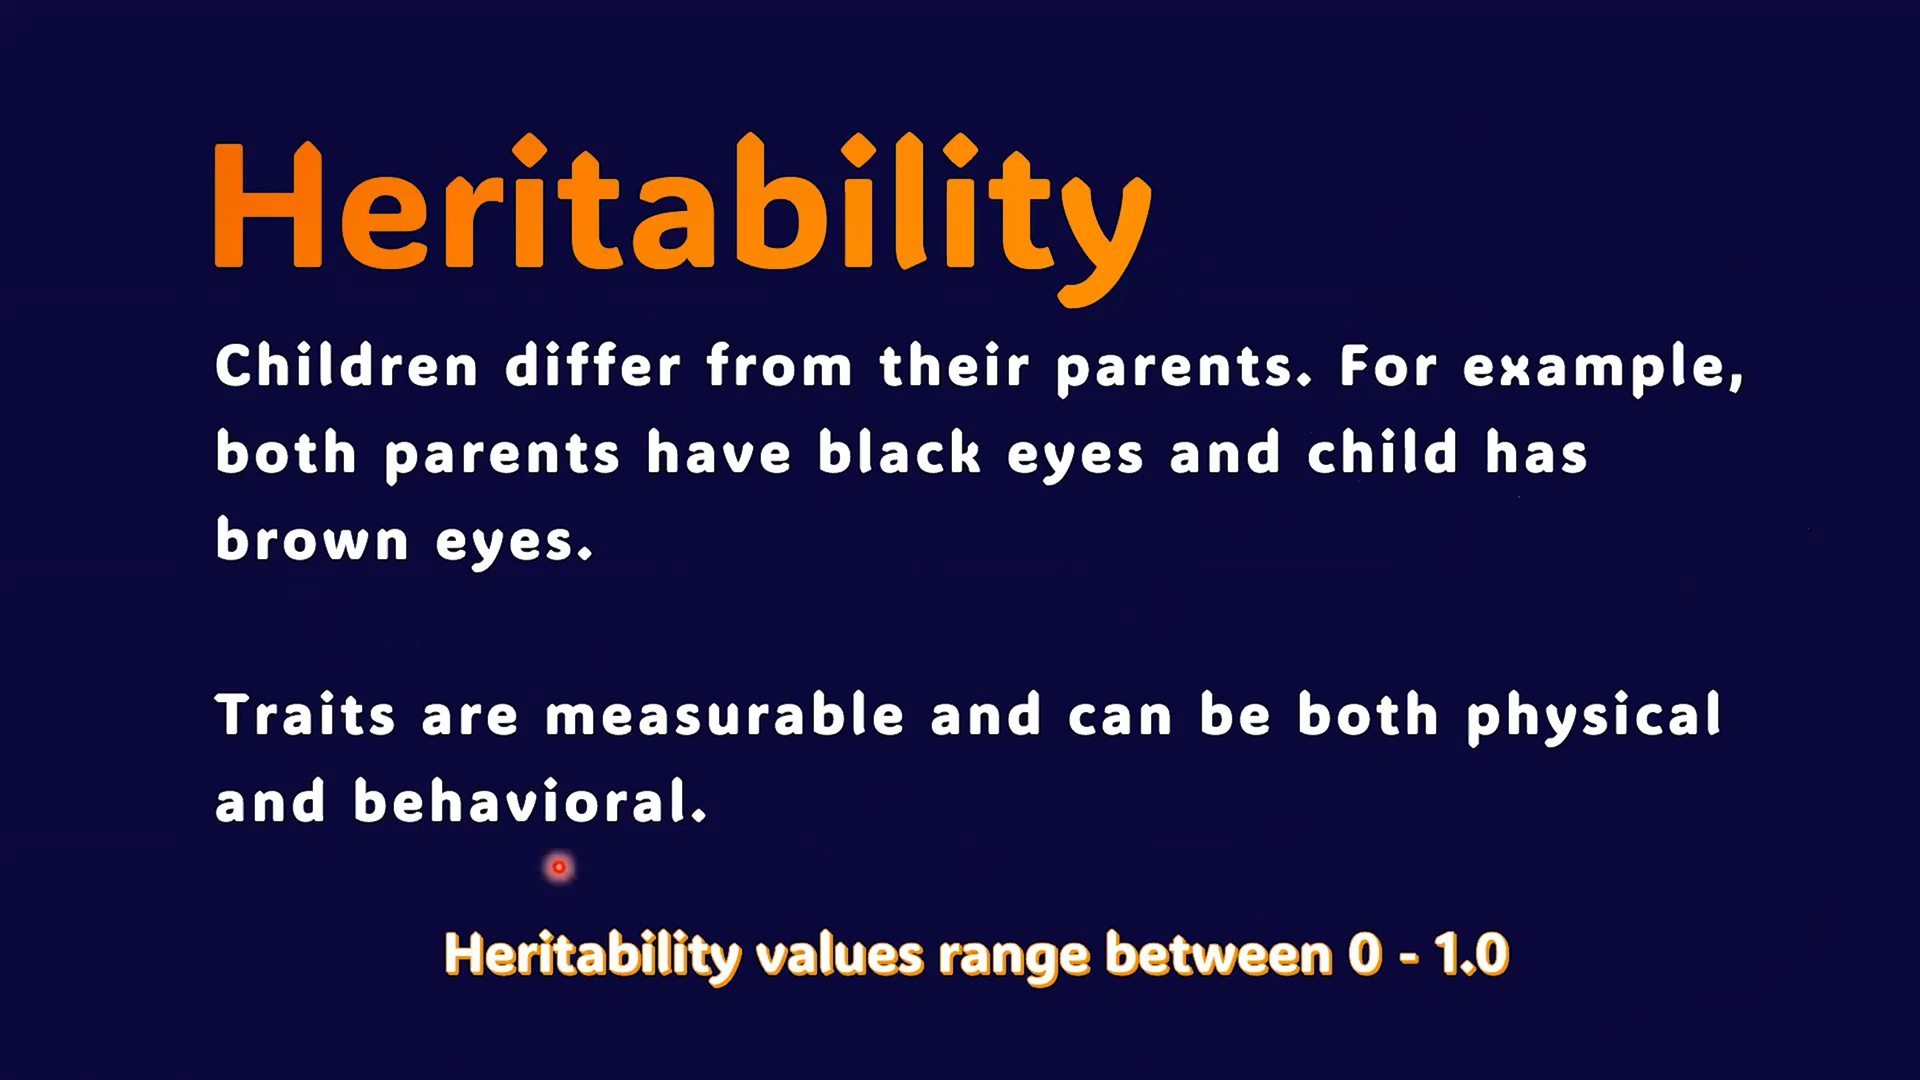 Heritability
Children differ from their parents. For example,
both parents have black eyes and child has
brown eyes.
Traits are measurable and can be both physical
and behavioral.
Heritability values range between 0 - 1.0